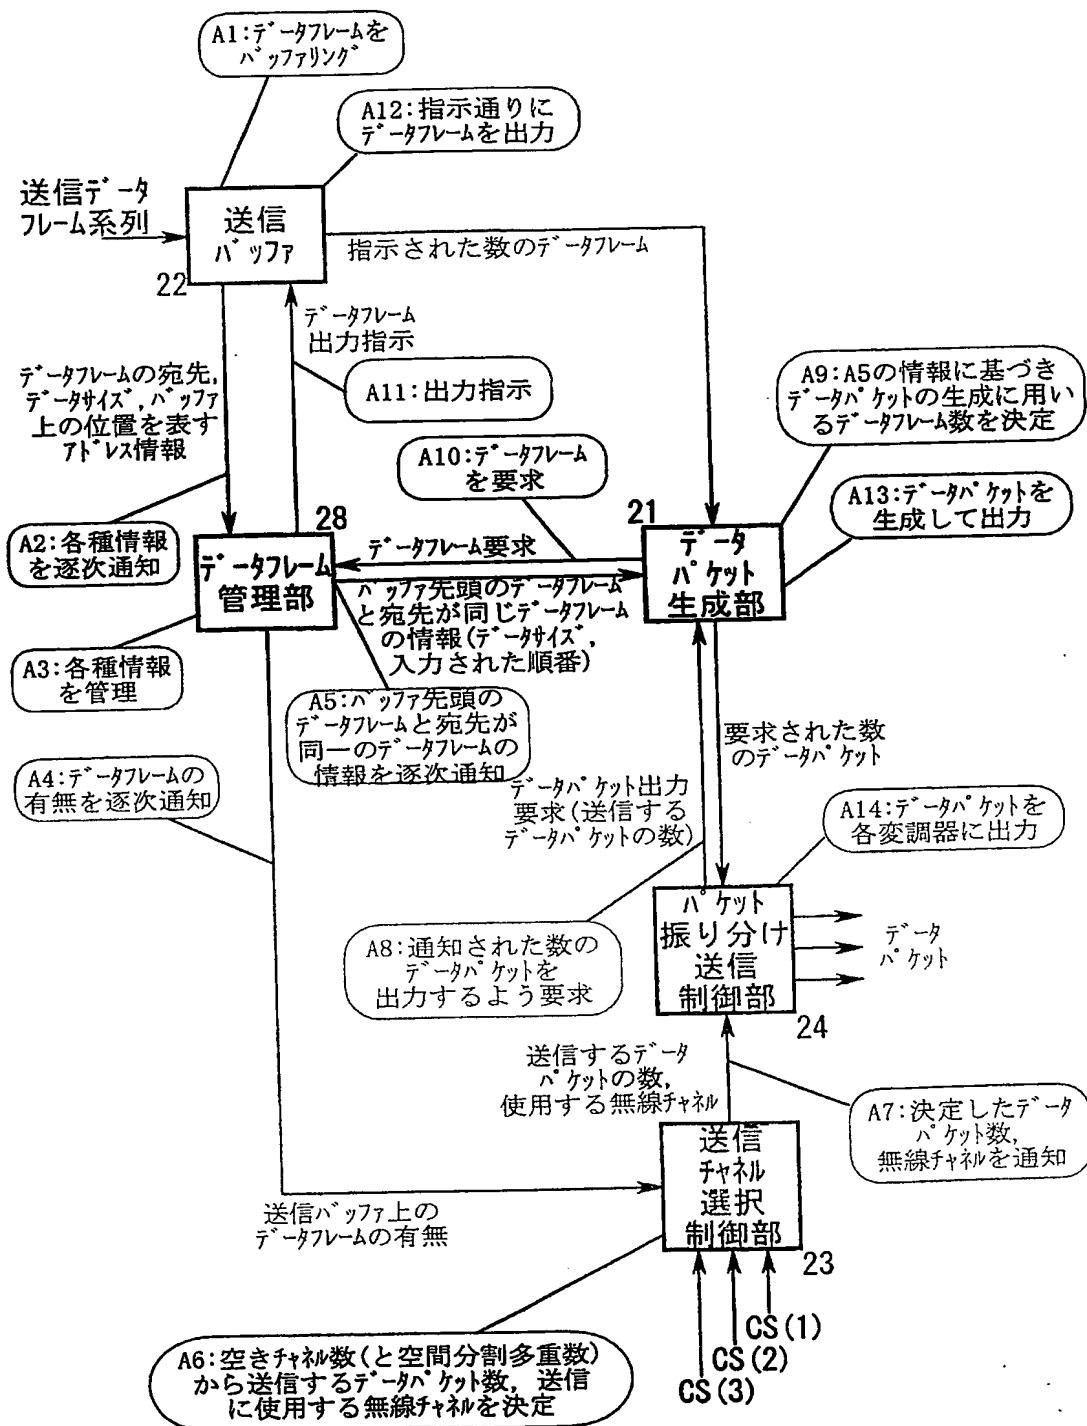 A1:データフレームを
バッファリング
A12:指示通りに
データフレームを出力
送信データ
フレーム系列
送信
バッファ
22
指示された数のデータフレーム
データフレーム
出力指示
A11:出力指示
データフレームの宛先,
データサイズ,バッファ
上の位置を表す
アドレス情報
A9:A5の情報に基づき
データパケットの生成に用い
るデータフレーム数を決定
A10:データフレーム
を要求
A13:データパケットを
生成して出力
A2:各種情報
を逐次通知
28
データフレーム
管理部
データフレーム要求
21
データ
パケット
生成部
バッファ先頭のデータフレーム
と宛先が同じデータフレーム
の情報(データサイズ,
入力された順番)
A3:各種情報
を管理
A5:バッファ先頭の
データフレームと宛先が
同一のデータフレームの
情報を逐次通知
A4:データフレームの
有無を逐次通知
要求された数
のデータパケット
データパケット出力
要求(送信する
データパケットの数)
A14:データパケットを
各変調器に出力
パケット
振り分け
送信
制御部
24
データ
パケット
A8:通知された数の
データパケットを
出力するよう要求
送信するデータ
パケットの数,
使用する無線チャネル
A7:決定したデータ
パケット数,
無線チャネルを通知
送信
チャネル
選択
制御部
23
送信バッファ上の
データフレームの有無
CS(1)
CS(2)
CS(3)
A6:空きチャネル数(と空間分割多重数)
から送信するデータパケット数, 送信
に使用する無線チャネルを決定